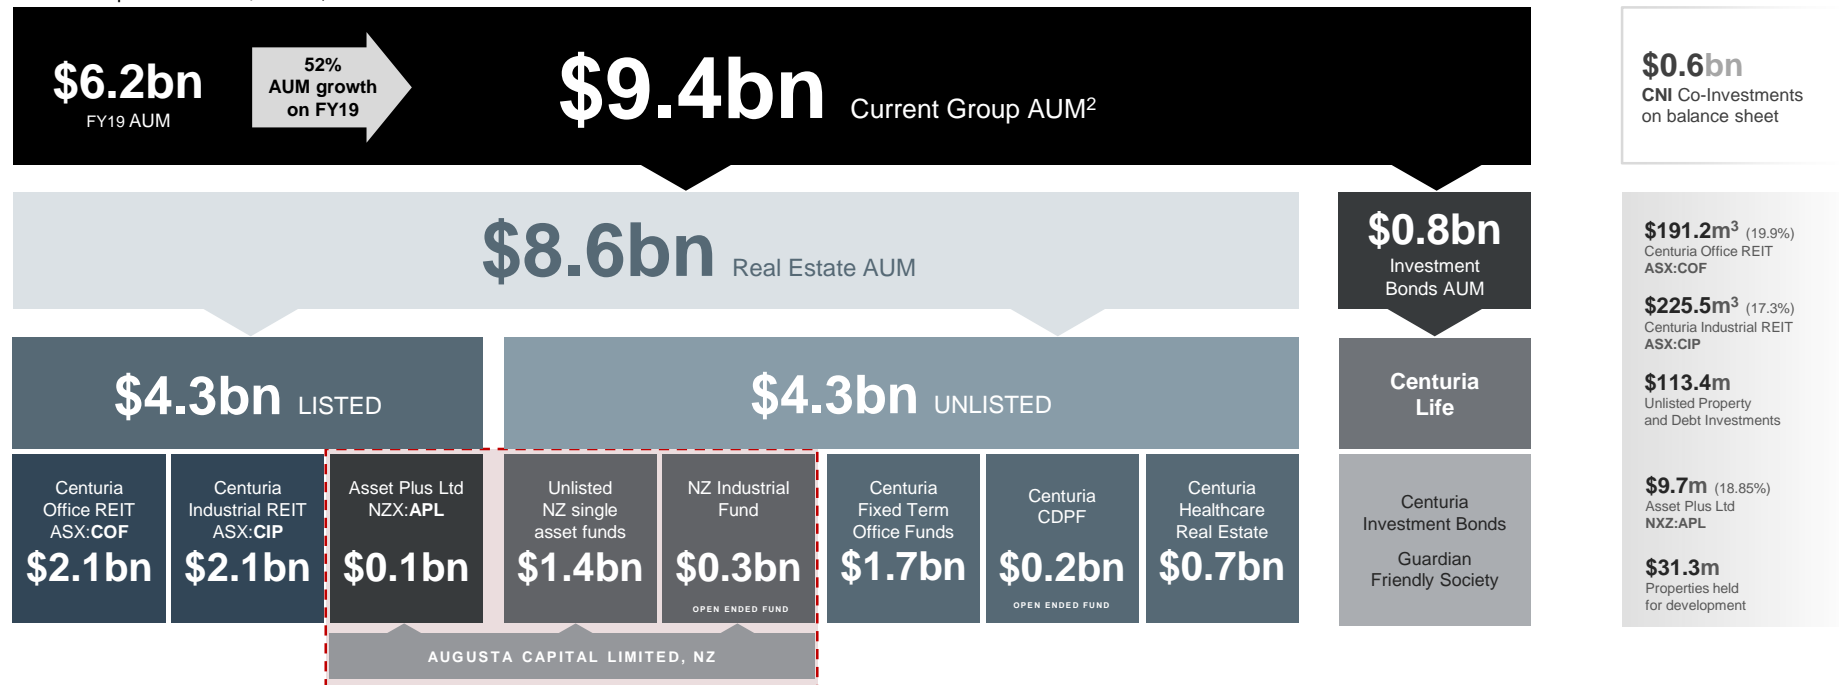 $6.2bn
FY19 AUM
52%
AUM growth
on FY19
$9.4bn Current Group AUM²
$0.6bn
CNI Co-Investments
on balance sheet
$8.6bn Real Estate AUM
$0.8bn
Investment
Bonds AUM
$4.3bn LISTED
$4.3bn UNLISTED
Centuria
Life
Centuria
Office REIT
ASX:COF
$2.1bn
Centuria
Industrial REIT
ASX:CIP
$2.1bn
Asset Plus Ltd
NZX:APL
$0.1bn
Unlisted
NZ single
asset funds
$1.4bn
NZ Industrial
Fund
$0.3bn
OPEN ENDED FUND
Centuria
Fixed Term
Office Funds
$1.7bn
Centuria
CDPF
$0.2bn
OPEN ENDED FUND
Centuria
Healthcare
Real Estate
$0.7bn
Centuria
Investment Bonds
Guardian
Friendly Society
AUGUSTA CAPITAL LIMITED, NZ
$191.2m³ (19.9%)
Centuria Office REIT
ASX:COF
$225.5m³ (17.3%)
Centuria Industrial REIT
ASX:CIP
$113.4m
Unlisted Property
and Debt Investments
$9.7m (18.85%)
Asset Plus Ltd
NXZ:APL
$31.3m
Properties held
for development